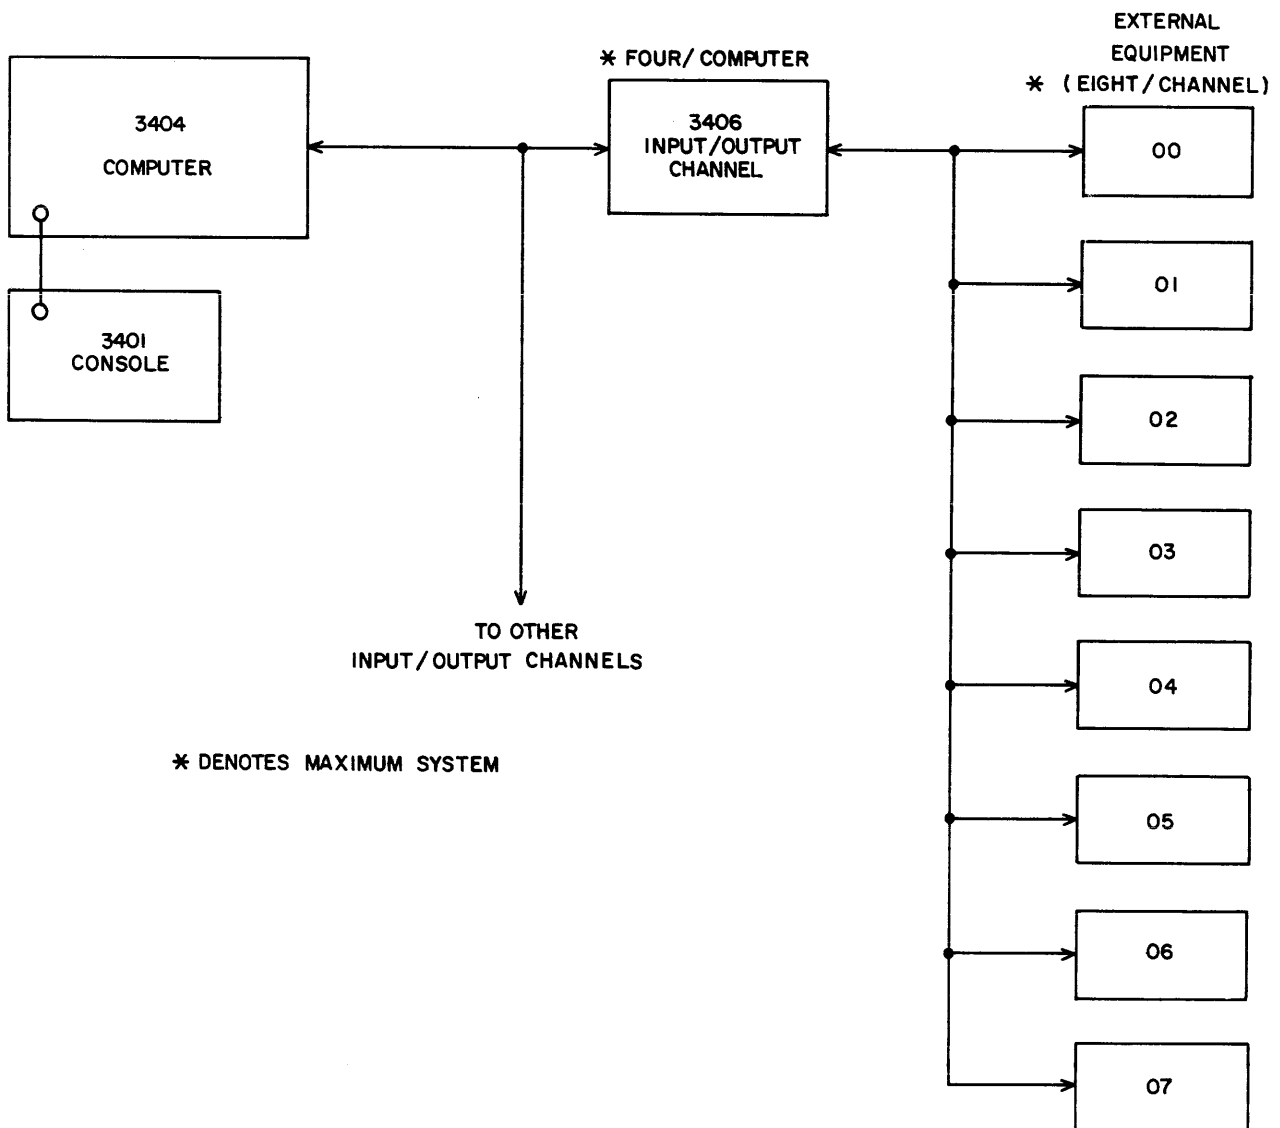 EXTERNAL
EQUIPMENT
* (EIGHT/CHANNEL)
* FOUR/COMPUTER
3404
COMPUTER
3406
INPUT/OUTPUT
CHANNEL
3401
CONSOLE
00
01
02
03
04
05
06
07
TO OTHER
INPUT/OUTPUT CHANNELS
* DENOTES MAXIMUM SYSTEM